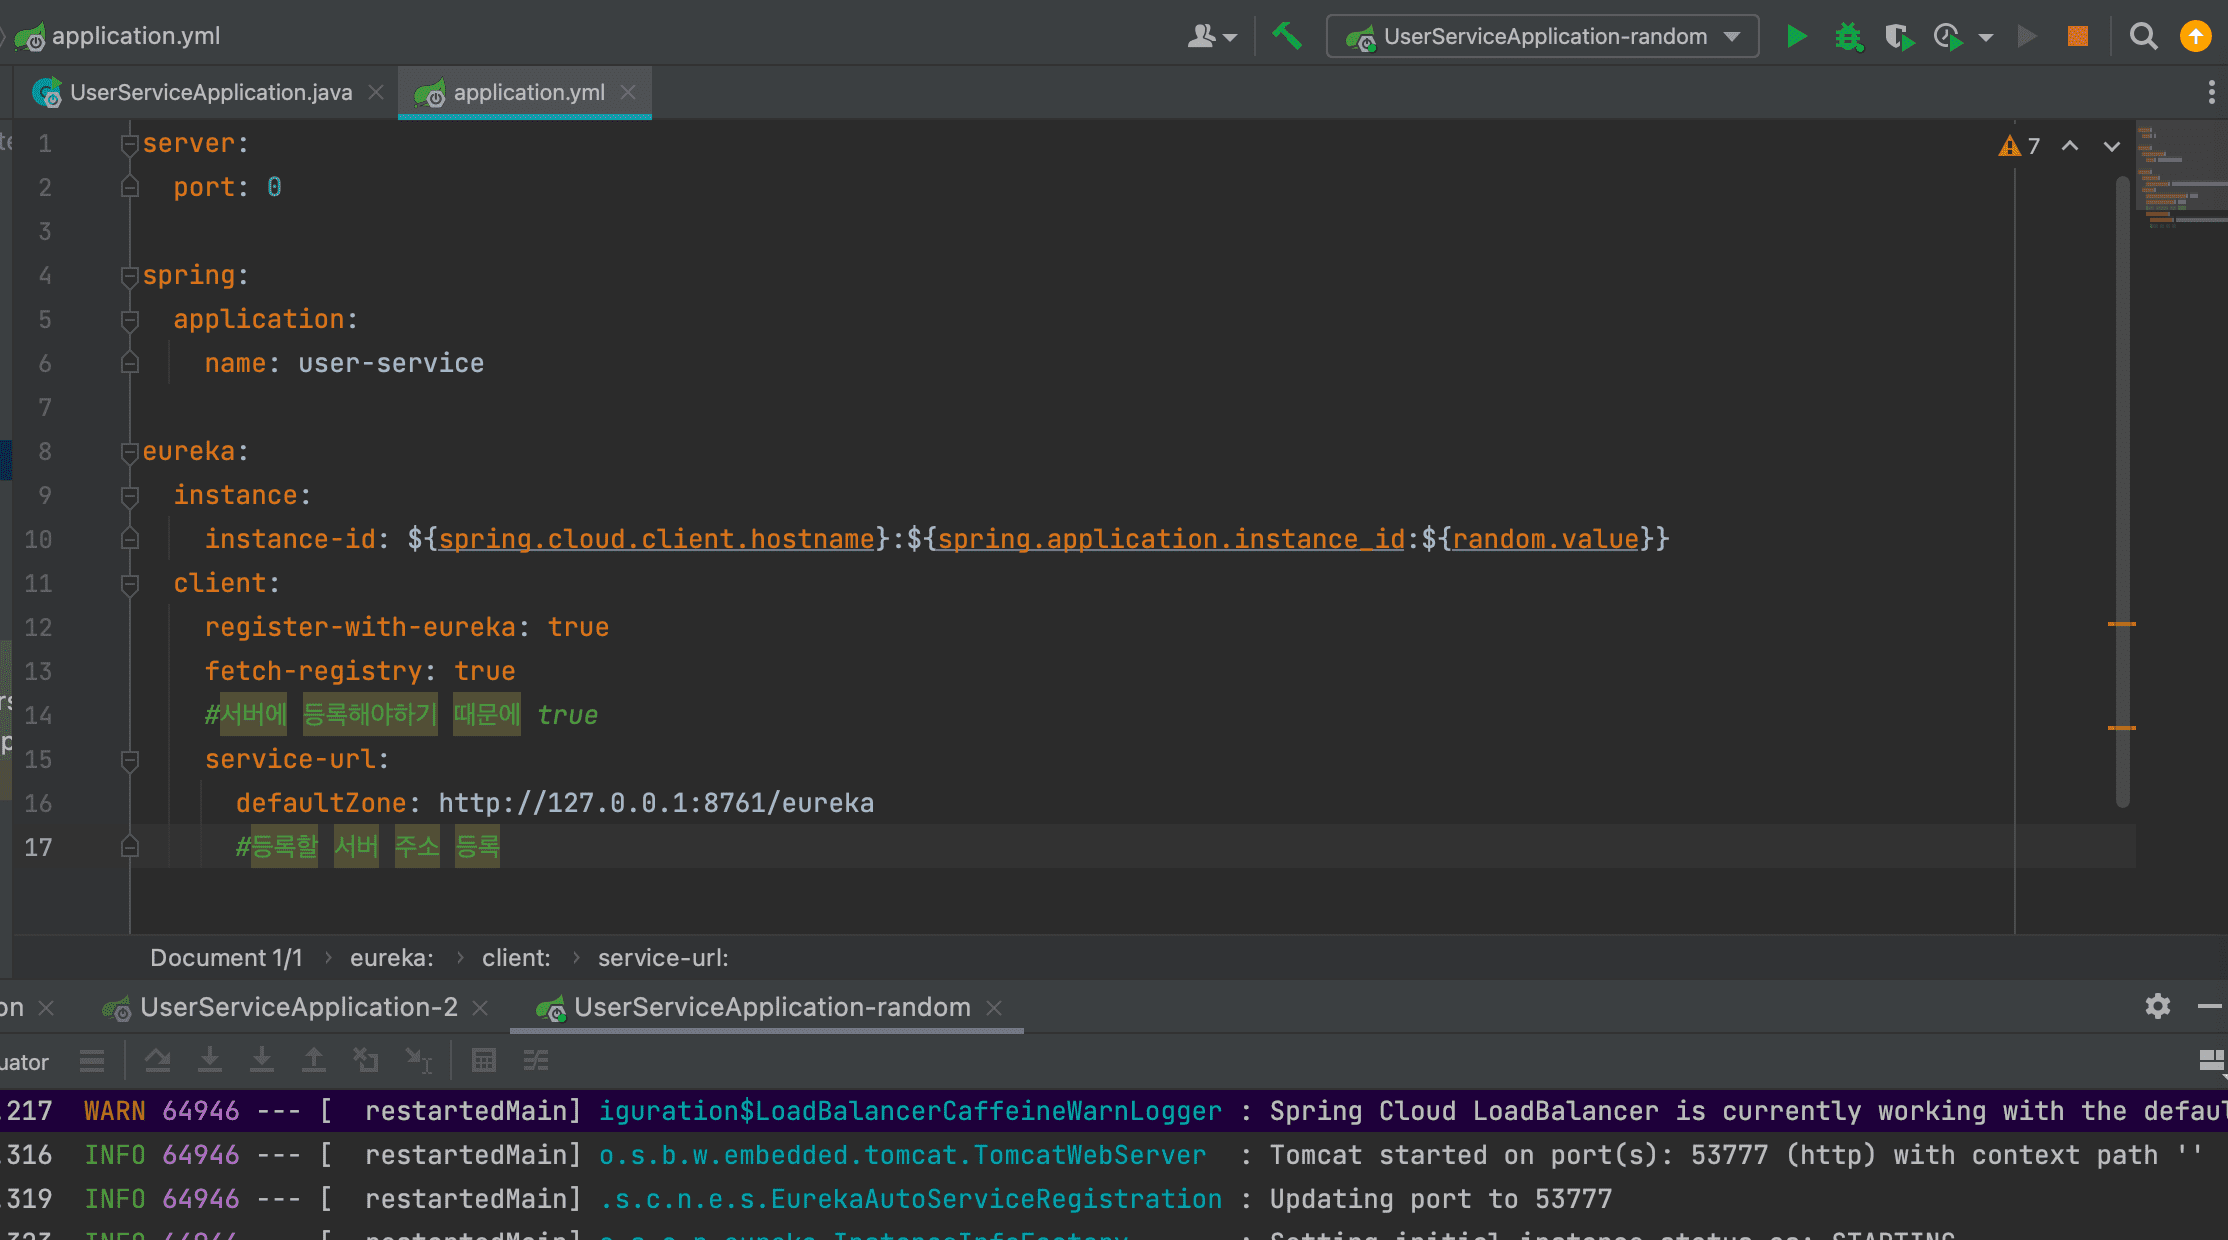 application.yml
UserServiceApplication-random
UserServiceApplication.java
application.yml
1 server:
7
2 port: 0
3
4 spring:
5 application:
6 name: user-service
7
8 eureka:
9 instance:
10 instance-id: ${spring.cloud.client.hostname}:${spring.application.instance_id:${random.value}}
11 client:
12 register-with-eureka: true
13 fetch-registry: true
14 #서버에 등록해야하기 때문에 true
15 service-url:
16 defaultZone: http://127.0.0.1:8761/eureka
17 #등록할 서버 주소 등록
Document 1/1 › eureka: › client: › service-url:
on UserServiceApplication-2 UserServiceApplication-random
uator
.217 WARN 64946 --- [ restartedMain] iguration$LoadBalancerCaffeineWarnLogger : Spring Cloud LoadBalancer is currently working with the defaul
.316 INFO 64946 --- [ restartedMain] o.s.b.w.embedded.tomcat.TomcatWebServer : Tomcat started on port(s): 53777 (http) with context path ''
.319 INFO 64946 --- [ restartedMain] .s.c.n.e.s.EurekaAutoServiceRegistration : Updating port to 53777